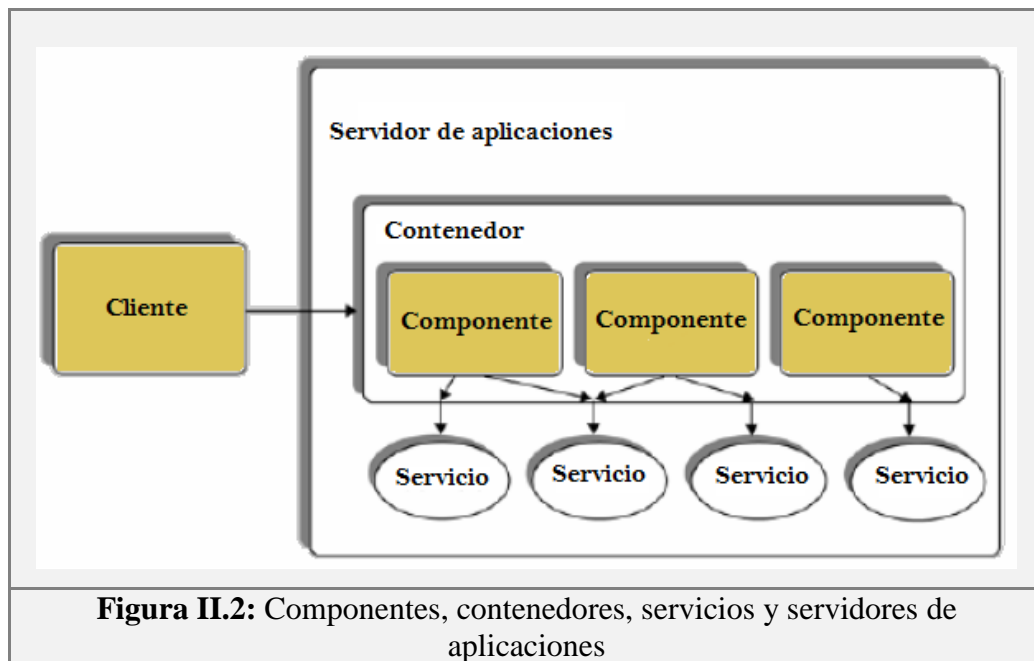 Servidor de aplicaciones
Contenedor
Cliente
Componente
Componente
Componente
Servicio
Servicio
Servicio
Servicio
Figura II.2: Componentes, contenedores, servicios y servidores de
aplicaciones